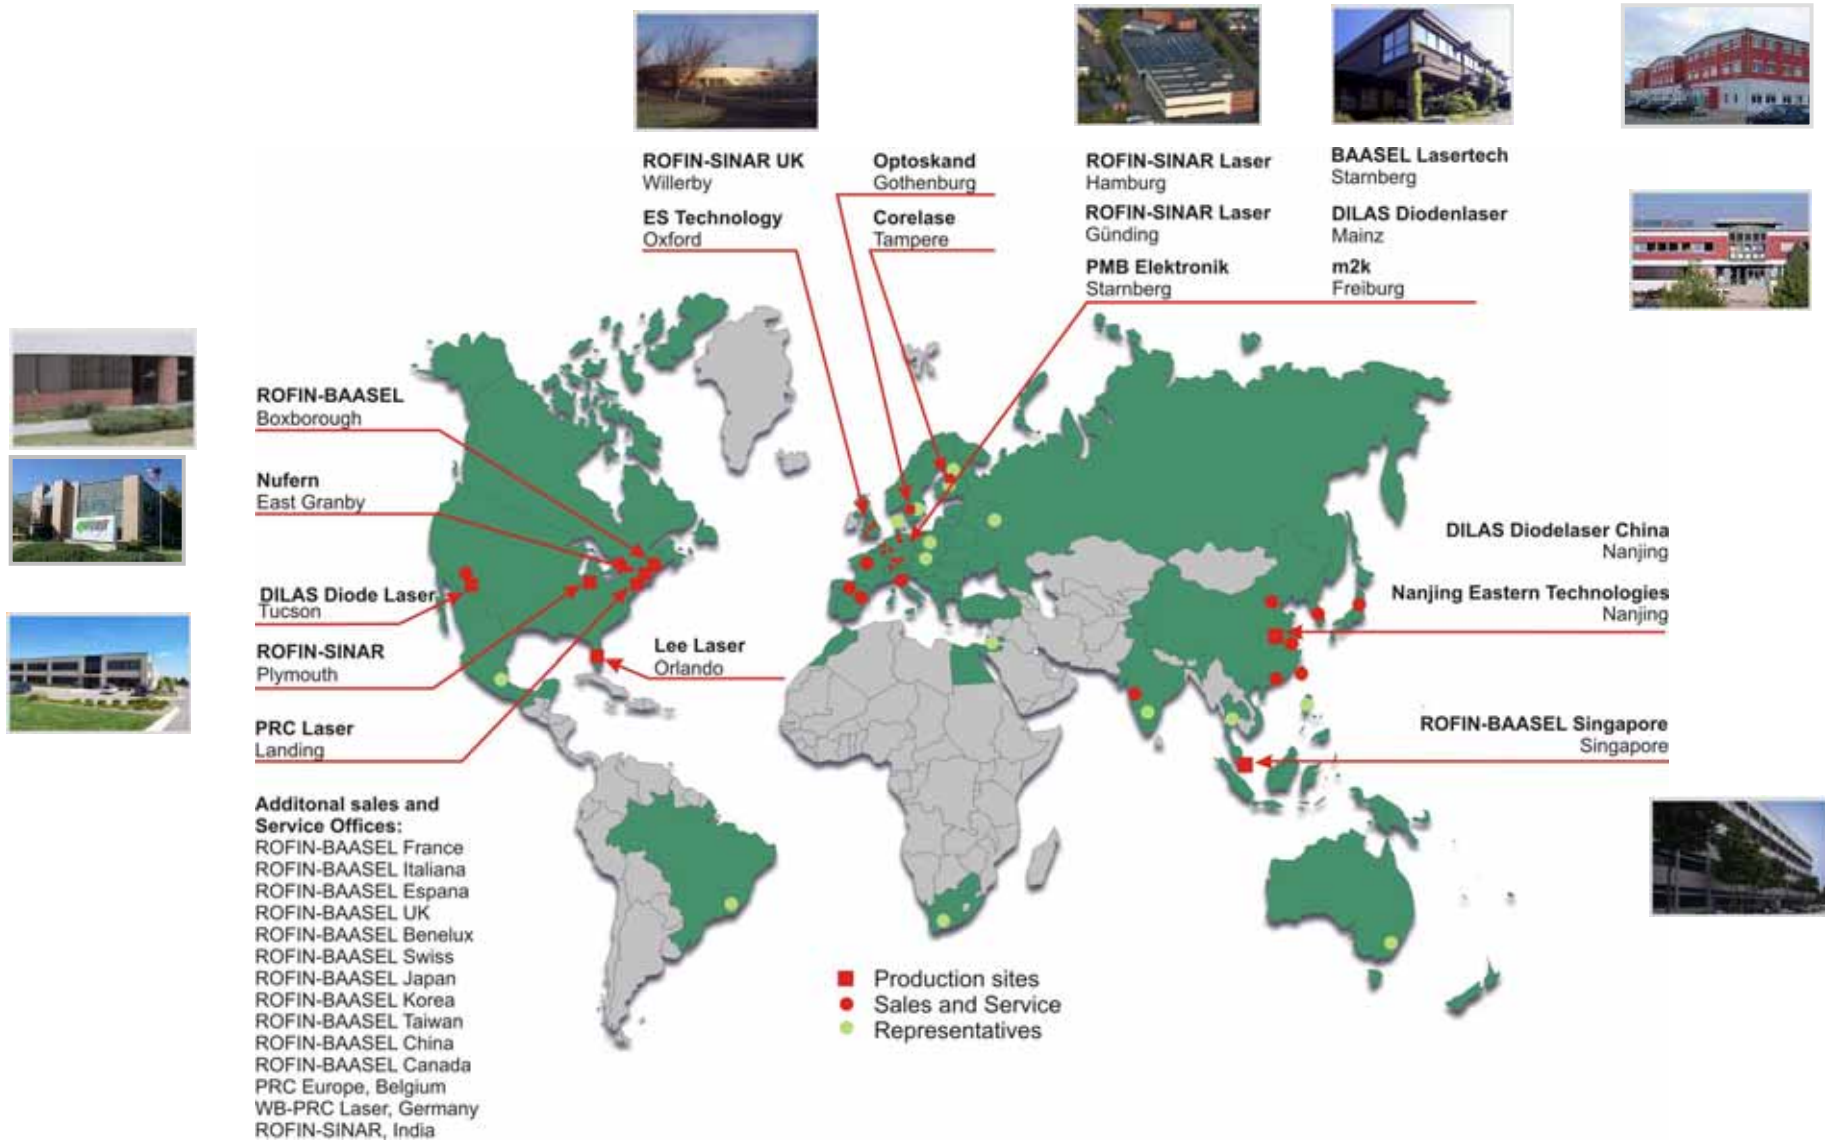 ROFIN-SINAR UK
Willerby
ES Technology
Oxford
Optoskand
Gothenburg
Corelase
Tampere
ROFIN-SINAR Laser
Hamburg
ROFIN-SINAR Laser
Günding
PMB Elektronik
Starnberg
BAASEL Lasertech
Starnberg
DILAS Diodenlaser
Mainz
m2k
Freiburg
ROFIN-BAASEL
Boxborough
Nufern
East Granby
DILAS Diode Laser
Tucson
ROFIN-SINAR
Plymouth
PRC Laser
Landing
Lee Laser
Orlando
DILAS Diodelaser China
Nanjing
Nanjing Eastern Technologies
Nanjing
ROFIN-BAASEL Singapore
Singapore
Additonal sales and
Service Offices:
ROFIN-BAASEL France
ROFIN-BAASEL Italiana
ROFIN-BAASEL Espana
ROFIN-BAASEL UK
ROFIN-BAASEL Benelux
ROFIN-BAASEL Swiss
ROFIN-BAASEL Japan
ROFIN-BAASEL Korea
ROFIN-BAASEL Taiwan
ROFIN-BAASEL China
ROFIN-BAASEL Canada
PRC Europe, Belgium
WB-PRC Laser, Germany
ROFIN-SINAR, India
Production sites
Sales and Service
Representatives